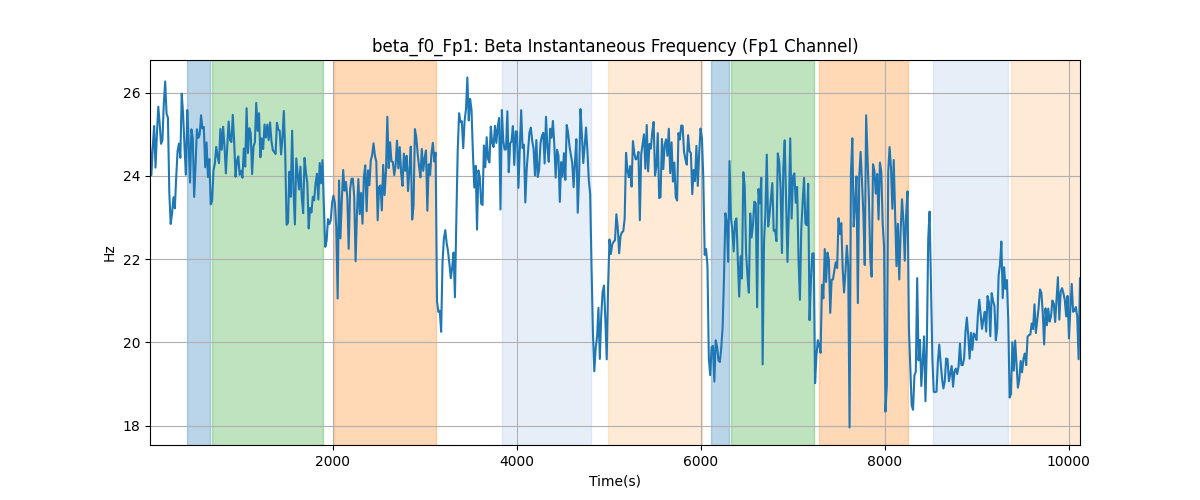 beta_f0_Fp1: Beta Instantaneous Frequency (Fp1 Channel)
26
24
22
20
18
Hz
2000 4000 6000 8000 10000
Time(s)